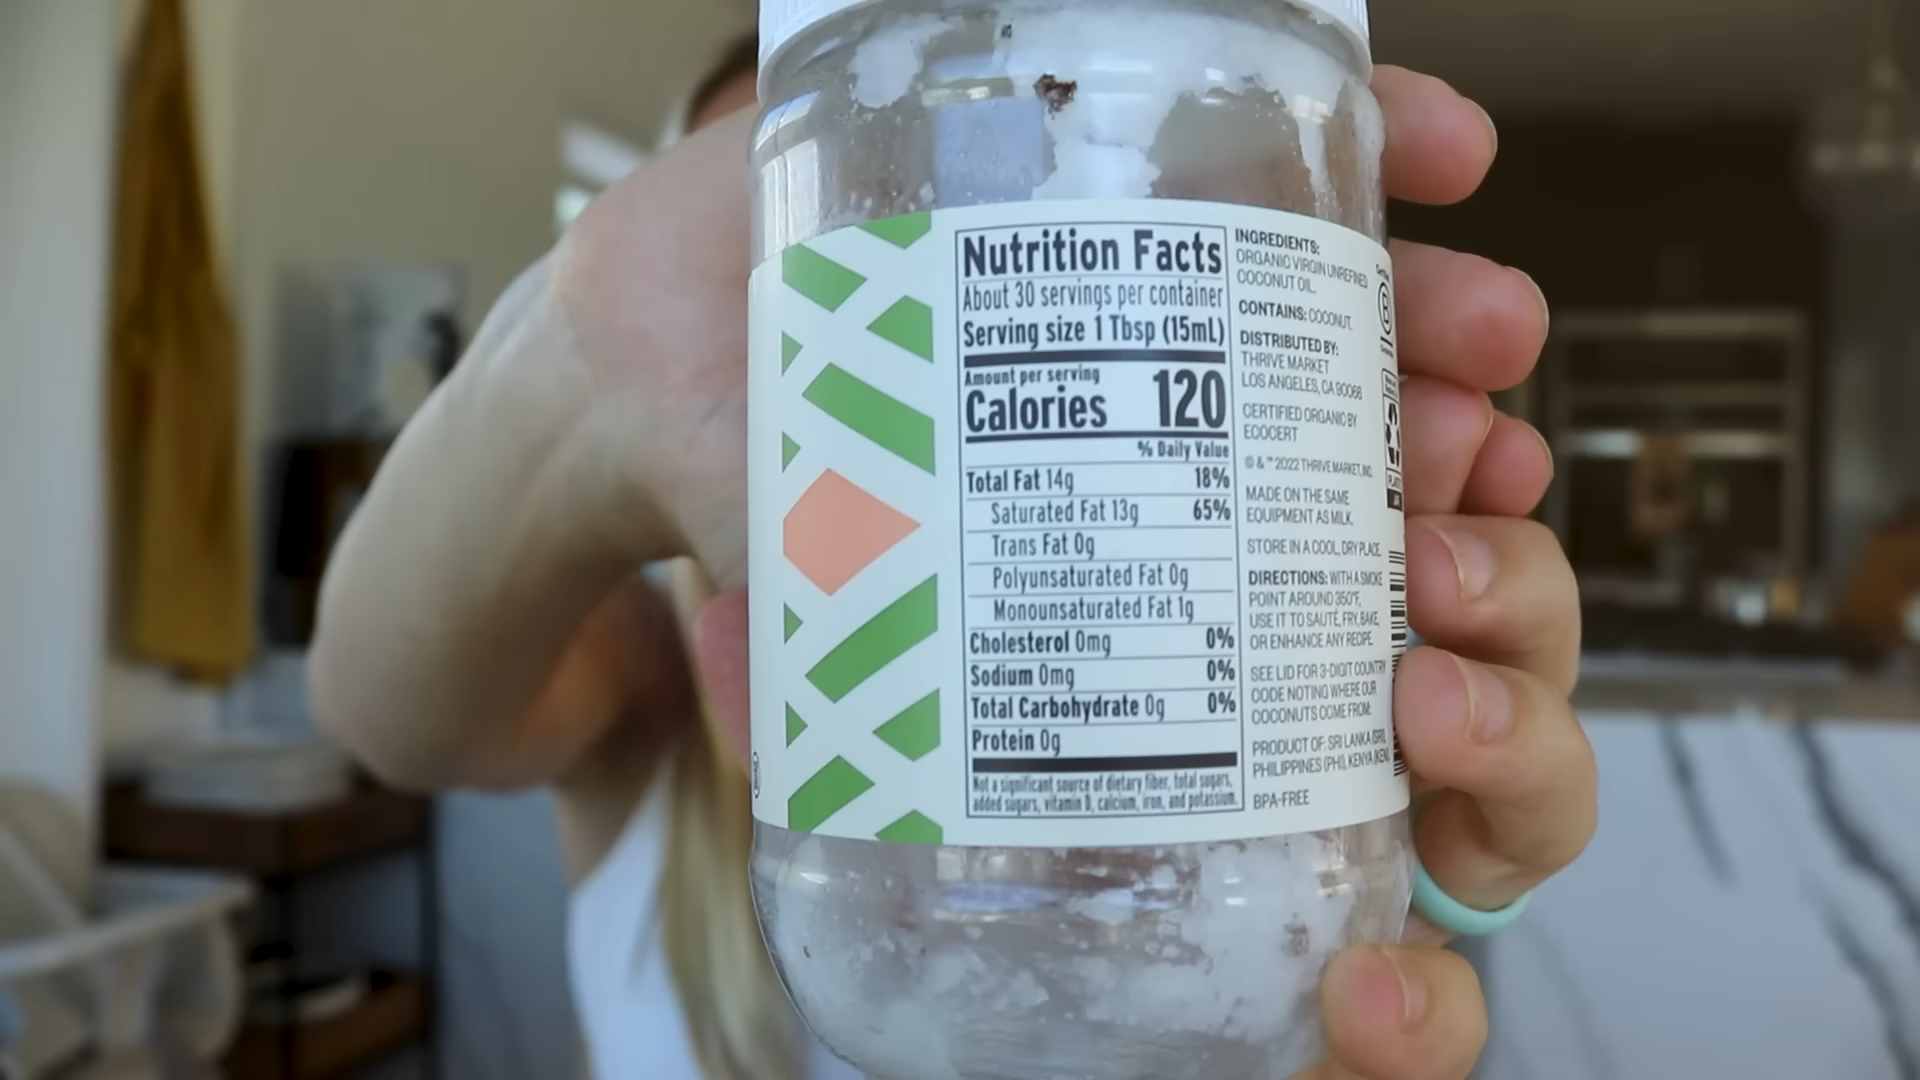 Nutrition Facts
About 30 servings per container
Serving size 1 Tbsp (15mL)
Amount per serving
Calories 120
% Daily Value
Total Fat 14g 18%
Saturated Fat 13g 65%
Trans Fat 0g
Polyunsaturated Fat 0g
Monounsaturated Fat 1g
Cholesterol 0mg 0%
Sodium 0mg 0%
Total Carbohydrate 0g 0%
Protein 0g
Not a significant source of dietary fiber, total sugars,
added sugars, vitamin D, calcium, iron, and potassium.
INGREDIENTS:
ORGANIC VIRGIN UNREFINED
COCONUT OIL.
CONTAINS: COCONUT.
DISTRIBUTED BY:
THRIVE MARKET
LOS ANGELES, CA 90066
CERTIFIED ORGANIC BY
ECOCERT
© & ™ 2022 THRIVE MARKET, INC.
MADE ON THE SAME
EQUIPMENT AS MILK.
STORE IN A COOL, DRY PLACE.
DIRECTIONS: WITH A SMOKE
POINT AROUND 350°F,
USE IT TO SAUTÉ, FRY, BAKE,
OR ENHANCE ANY RECIPE.
SEE LID FOR 3-DIGIT COUNTRY
CODE NOTING WHERE OUR
COCONUTS COME FROM:
PRODUCT OF: SRI LANKA (SRI),
PHILIPPINES (PHI), KENYA (KEN)
BPA-FREE
B